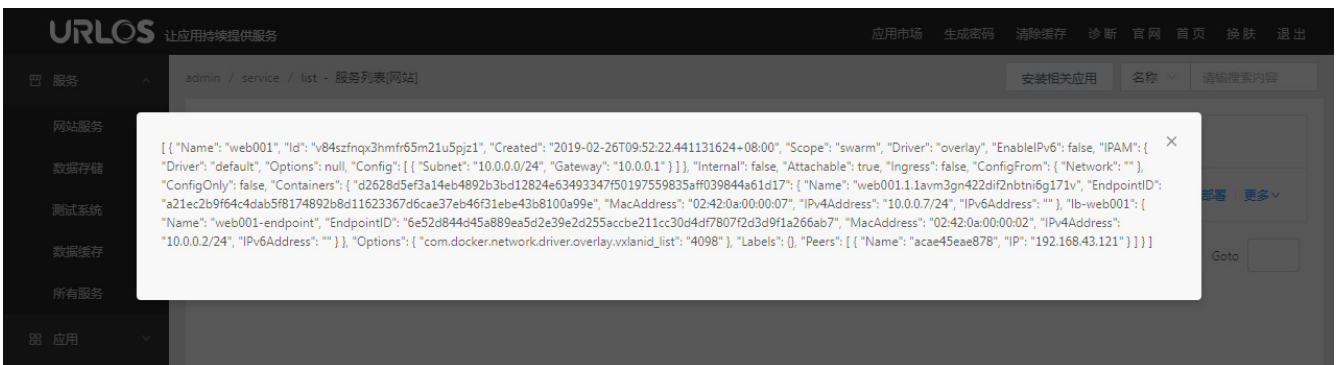 URLOS 让应用持续提供服务 应用市场 生成密码 清除缓存 诊断 官网 首页 换肤 退出
服务 admin / service / list - 服务列表[网站] 安装相关应用 名称 请输搜索内容
网站服务
[ { "Name": "web001", "Id": "v84szfnqx3hmfr65m21u5pjz1", "Created": "2019-02-26T09:52:22.441131624+08:00", "Scope": "swarm", "Driver": "overlay", "EnableIPv6": false, "IPAM": {
"Driver": "default", "Options": null, "Config": [ { "Subnet": "10.0.0.0/24", "Gateway": "10.0.0.1" } ] }, "Internal": false, "Attachable": true, "Ingress": false, "ConfigFrom": { "Network": "" },
"ConfigOnly": false, "Containers": { "d2628d5ef3a14eb4892b3bd12824e63493347f50197559835aff039844a61d17": { "Name": "web001.1.1avm3gn422dif2nbtni6g171v", "EndpointID":
"a21ec2b9f64c4dab5f8174892b8d11623367d6cae37eb46f31ebe43b8100a99e", "MacAddress": "02:42:0a:00:00:07", "IPv4Address": "10.0.0.7/24", "IPv6Address": "" }, "lb-web001": {
"Name": "web001-endpoint", "EndpointID": "6e52d844d45a889ea5d2e39e2d255accbe211cc30d4df7807f2d3d9f1a266ab7", "MacAddress": "02:42:0a:00:00:02", "IPv4Address":
"10.0.0.2/24", "IPv6Address": "" } }, "Options": { "com.docker.network.driver.overlay.vxlanid_list": "4098" }, "Labels": {}, "Peers": [ { "Name": "acae45eae878", "IP": "192.168.43.121" } ] } ]
数据存储
测试系统
部署 更多
数据缓存
Goto
所有服务
应用